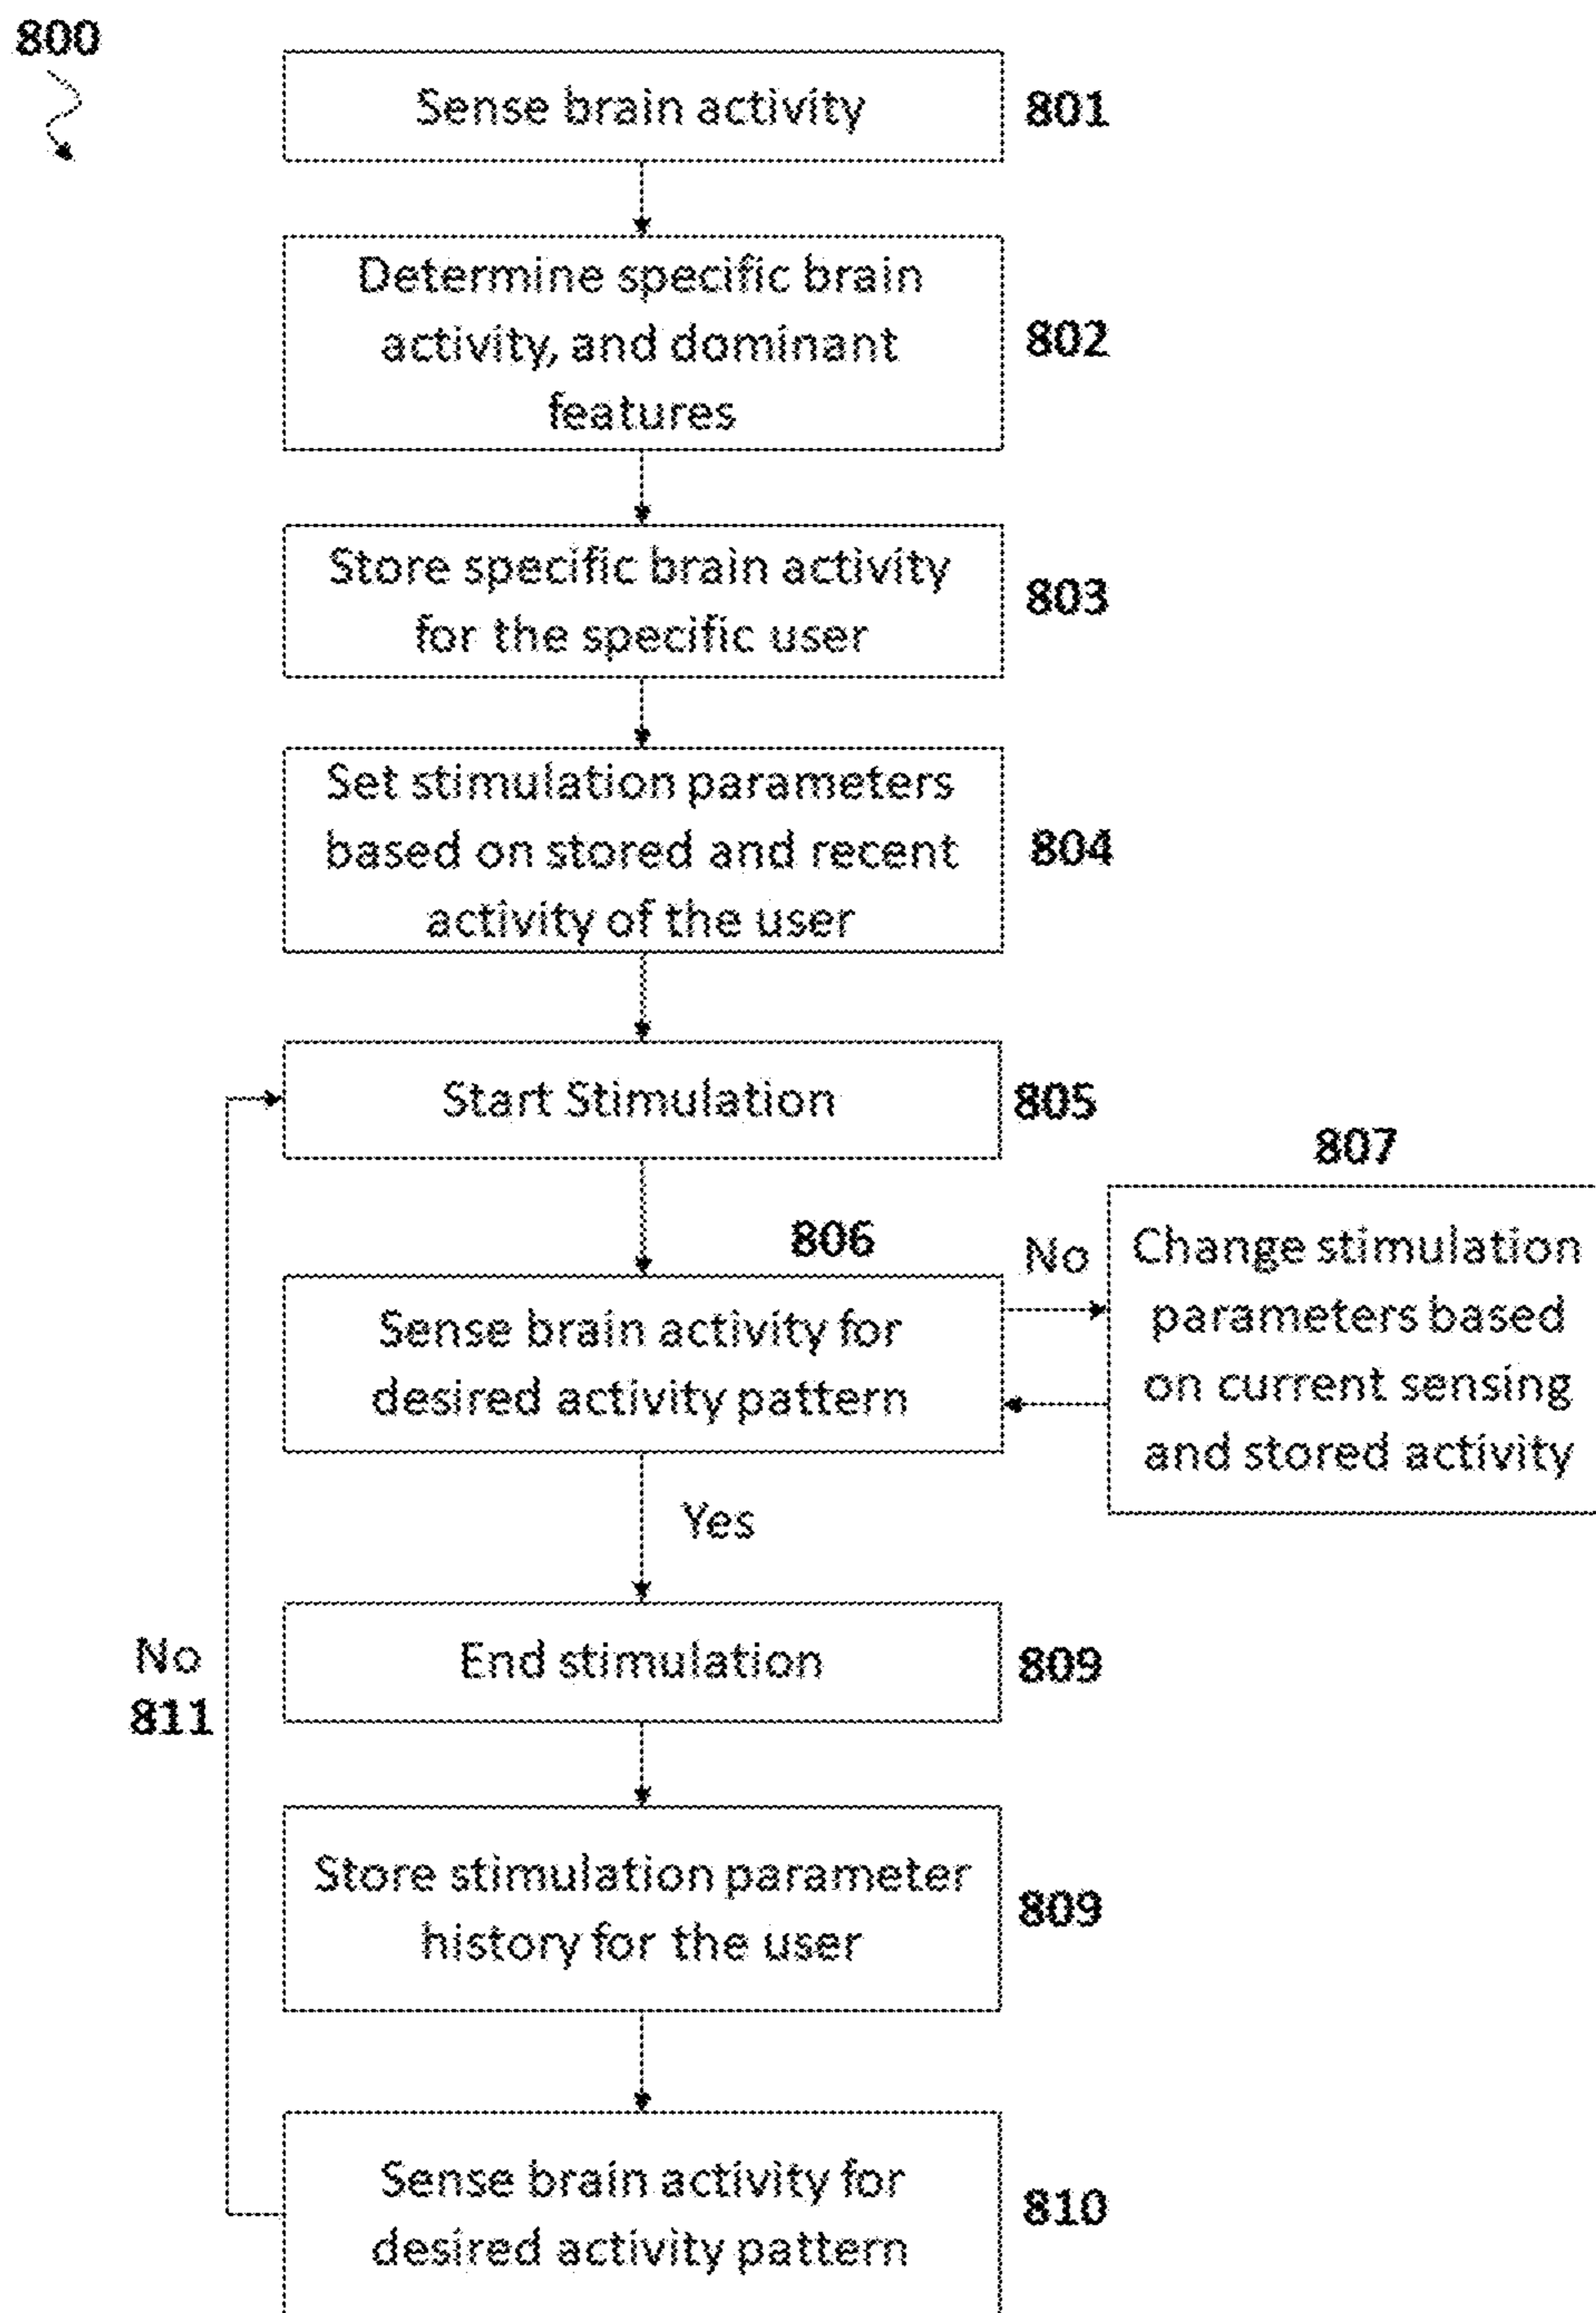 800
Sense brain activity
801
Determine specific brain
activity, and dominant
features
802
Store specific brain activity
for the specific user
803
Set stimulation parameters
based on stored and recent
activity of the user
804
Start Stimulation
805
806
Sense brain activity for
desired activity pattern
No
807
Change stimulation
parameters based
on current sensing
and stored activity
Yes
End stimulation
809
No
811
Store stimulation parameter
history for the user
809
Sense brain activity for
desired activity pattern
810